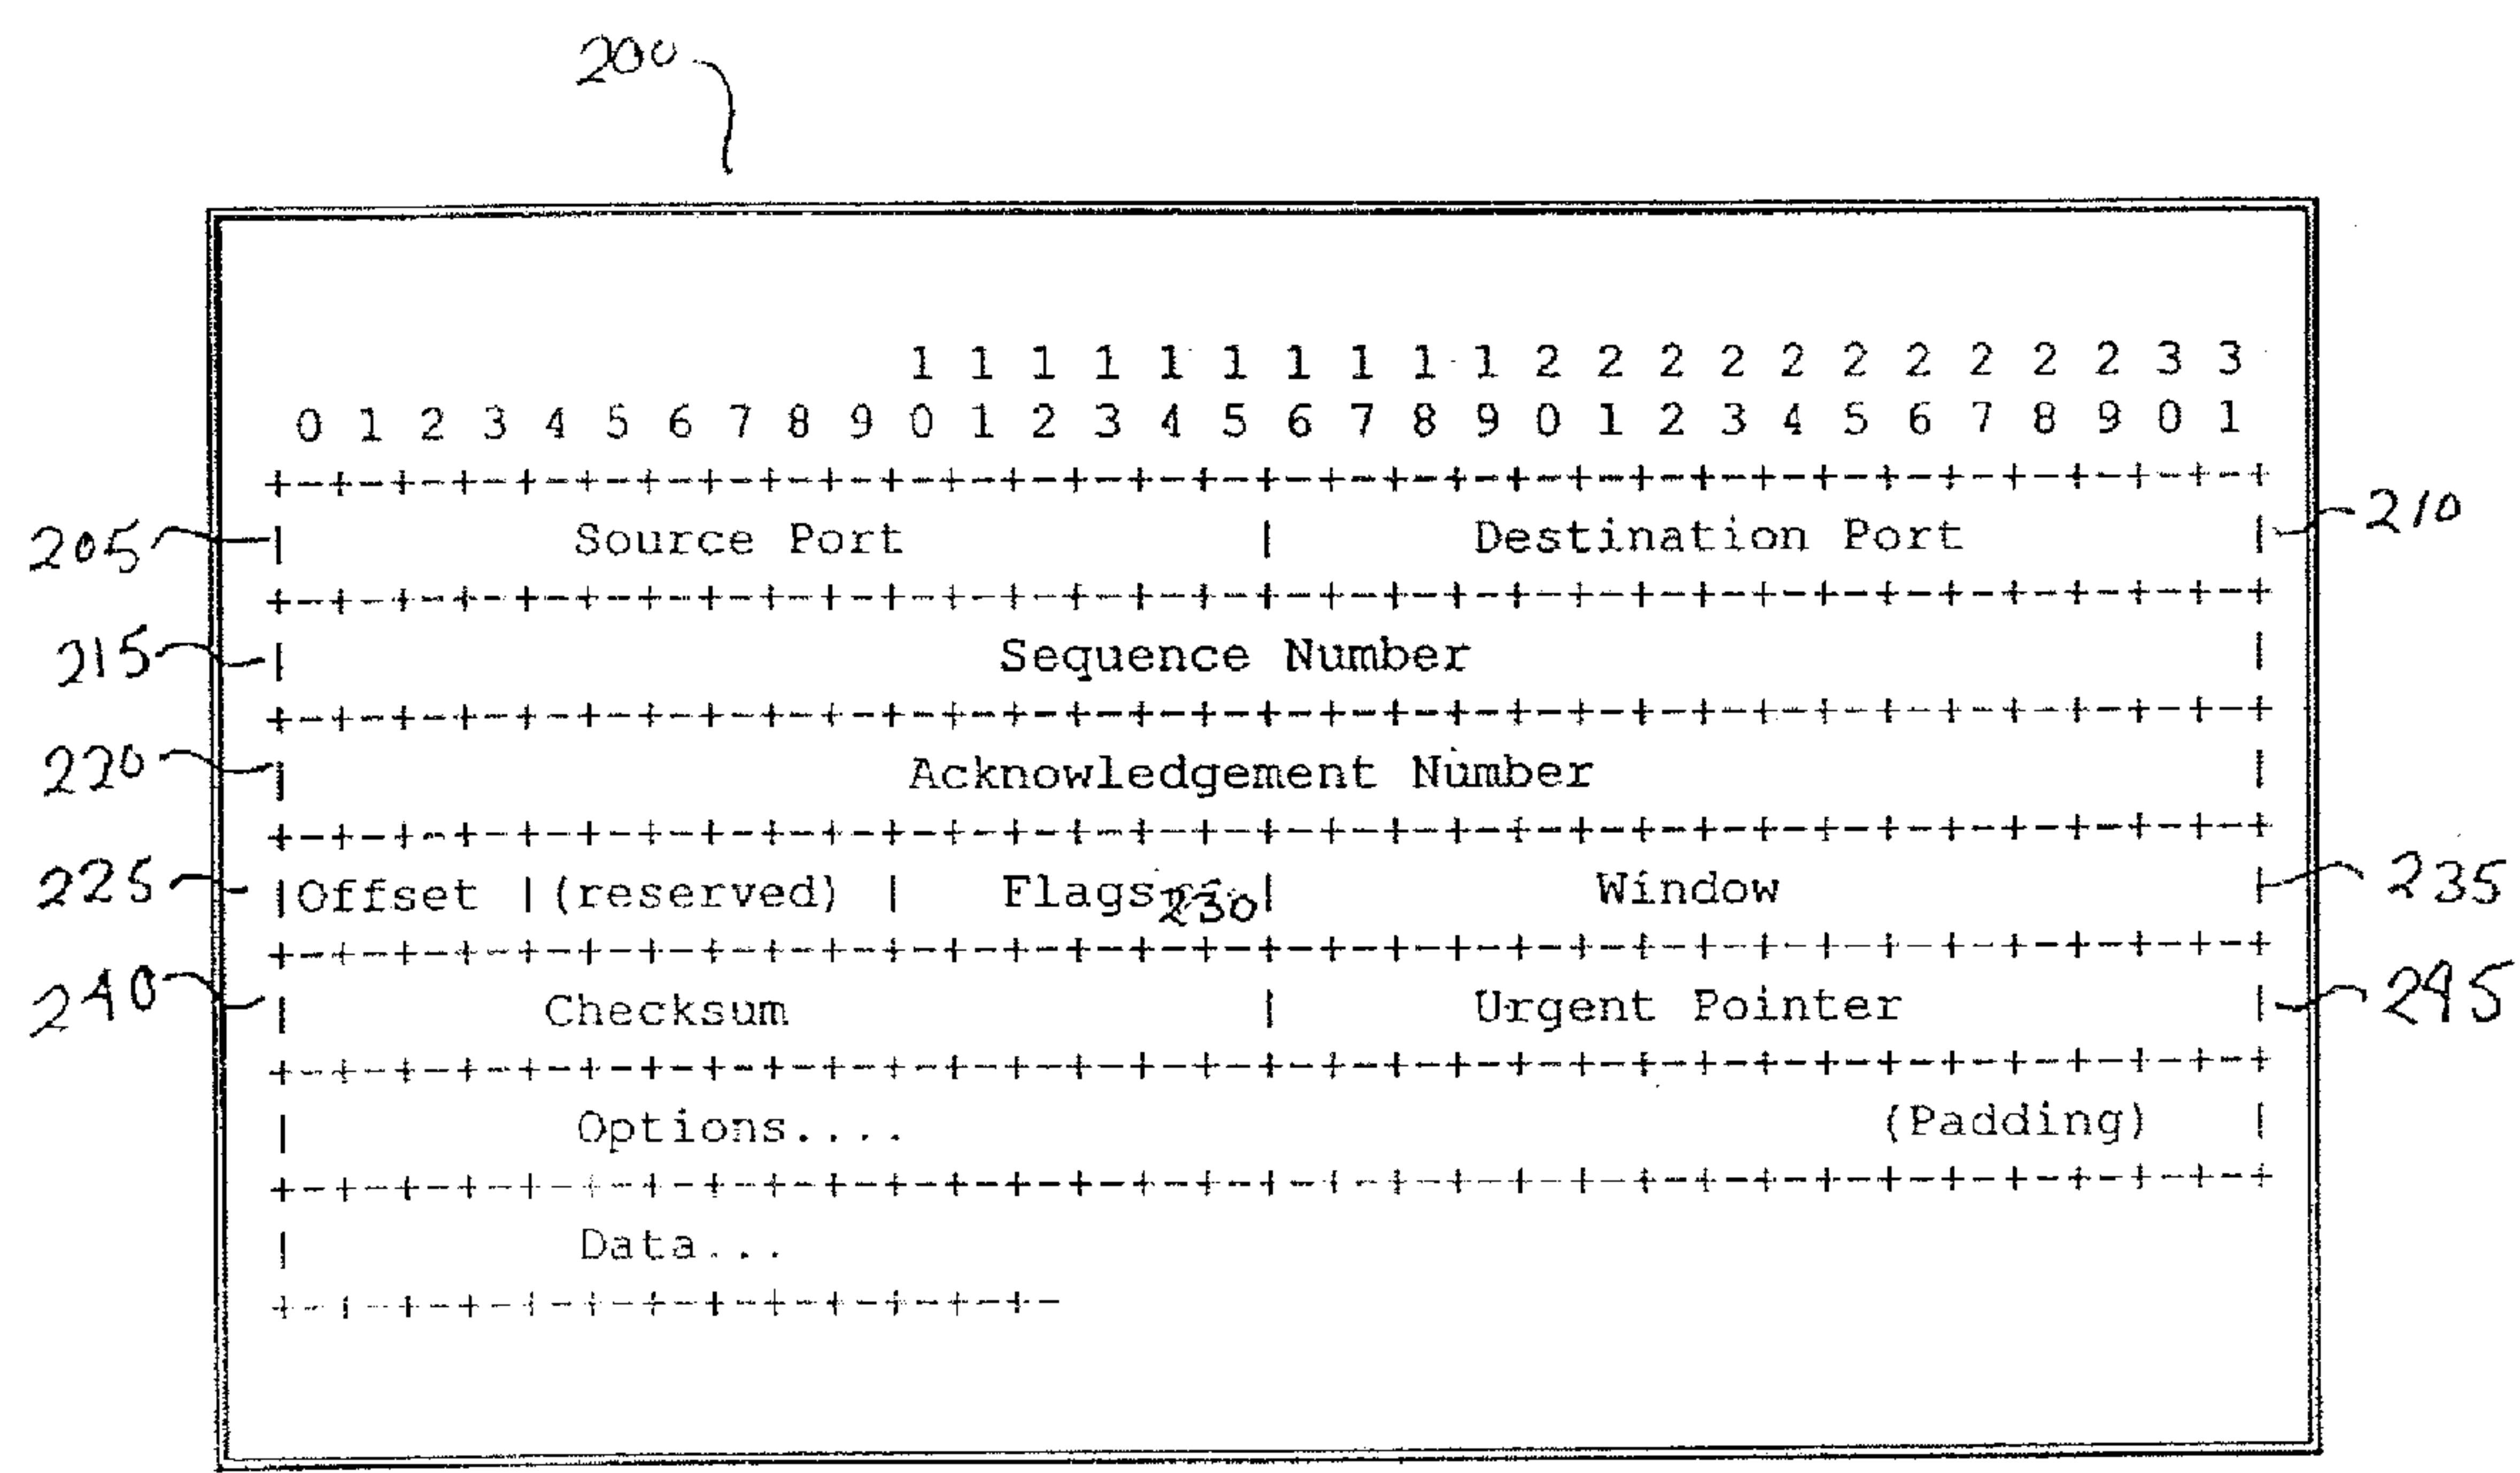 200
1 1 1 1 1 1 1 1 1 1 2 2 2 2 2 2 2 2 2 2 3 3
0 1 2 3 4 5 6 7 8 9 0 1 2 3 4 5 6 7 8 9 0 1 2 3 4 5 6 7 8 9 0 1
+-+-+-+-+-+-+-+-+-+-+-+-+-+-+-+-+-+-+-+-+-+-+-+-+-+-+-+-+-+-+-+-+
205 | Source Port | Destination Port | 210
+-+-+-+-+-+-+-+-+-+-+-+-+-+-+-+-+-+-+-+-+-+-+-+-+-+-+-+-+-+-+-+-+
215 | Sequence Number |
+-+-+-+-+-+-+-+-+-+-+-+-+-+-+-+-+-+-+-+-+-+-+-+-+-+-+-+-+-+-+-+-+
220 | Acknowledgement Number |
+-+-+-+-+-+-+-+-+-+-+-+-+-+-+-+-+-+-+-+-+-+-+-+-+-+-+-+-+-+-+-+-+
225 |Offset |(reserved) | Flags 230| Window | 235
+-+-+-+-+-+-+-+-+-+-+-+-+-+-+-+-+-+-+-+-+-+-+-+-+-+-+-+-+-+-+-+-+
240 | Checksum | Urgent Pointer | 245
+-+-+-+-+-+-+-+-+-+-+-+-+-+-+-+-+-+-+-+-+-+-+-+-+-+-+-+-+-+-+-+-+
| Options.... (Padding) |
+-+-+-+-+-+-+-+-+-+-+-+-+-+-+-+-+-+-+-+-+-+-+-+-+-+-+-+-+-+-+-+-+
| Data...
+-+-+-+-+-+-+-+-+-+-+-+-+-